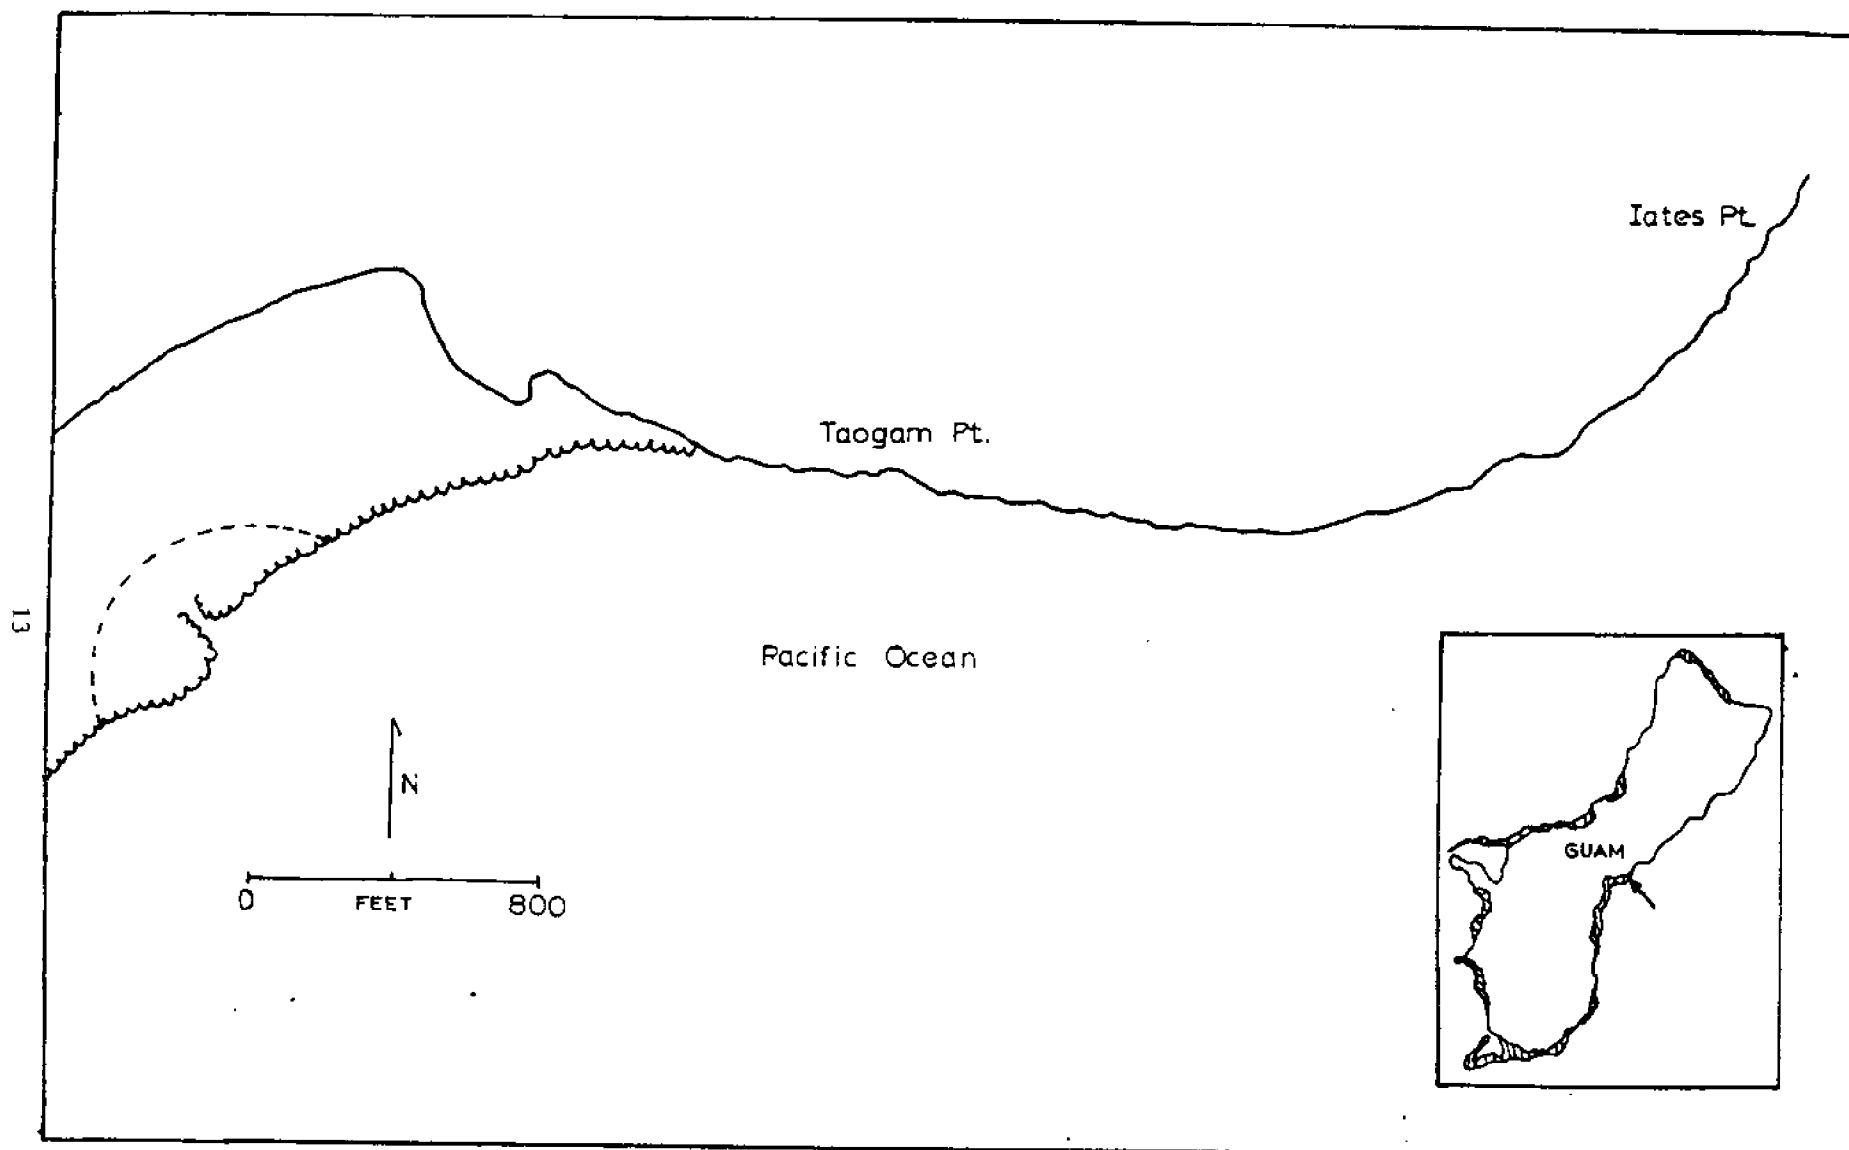 Iates Pt.
Taogam Pt.
Pacific Ocean
N
0 FEET 800
GUAM
13